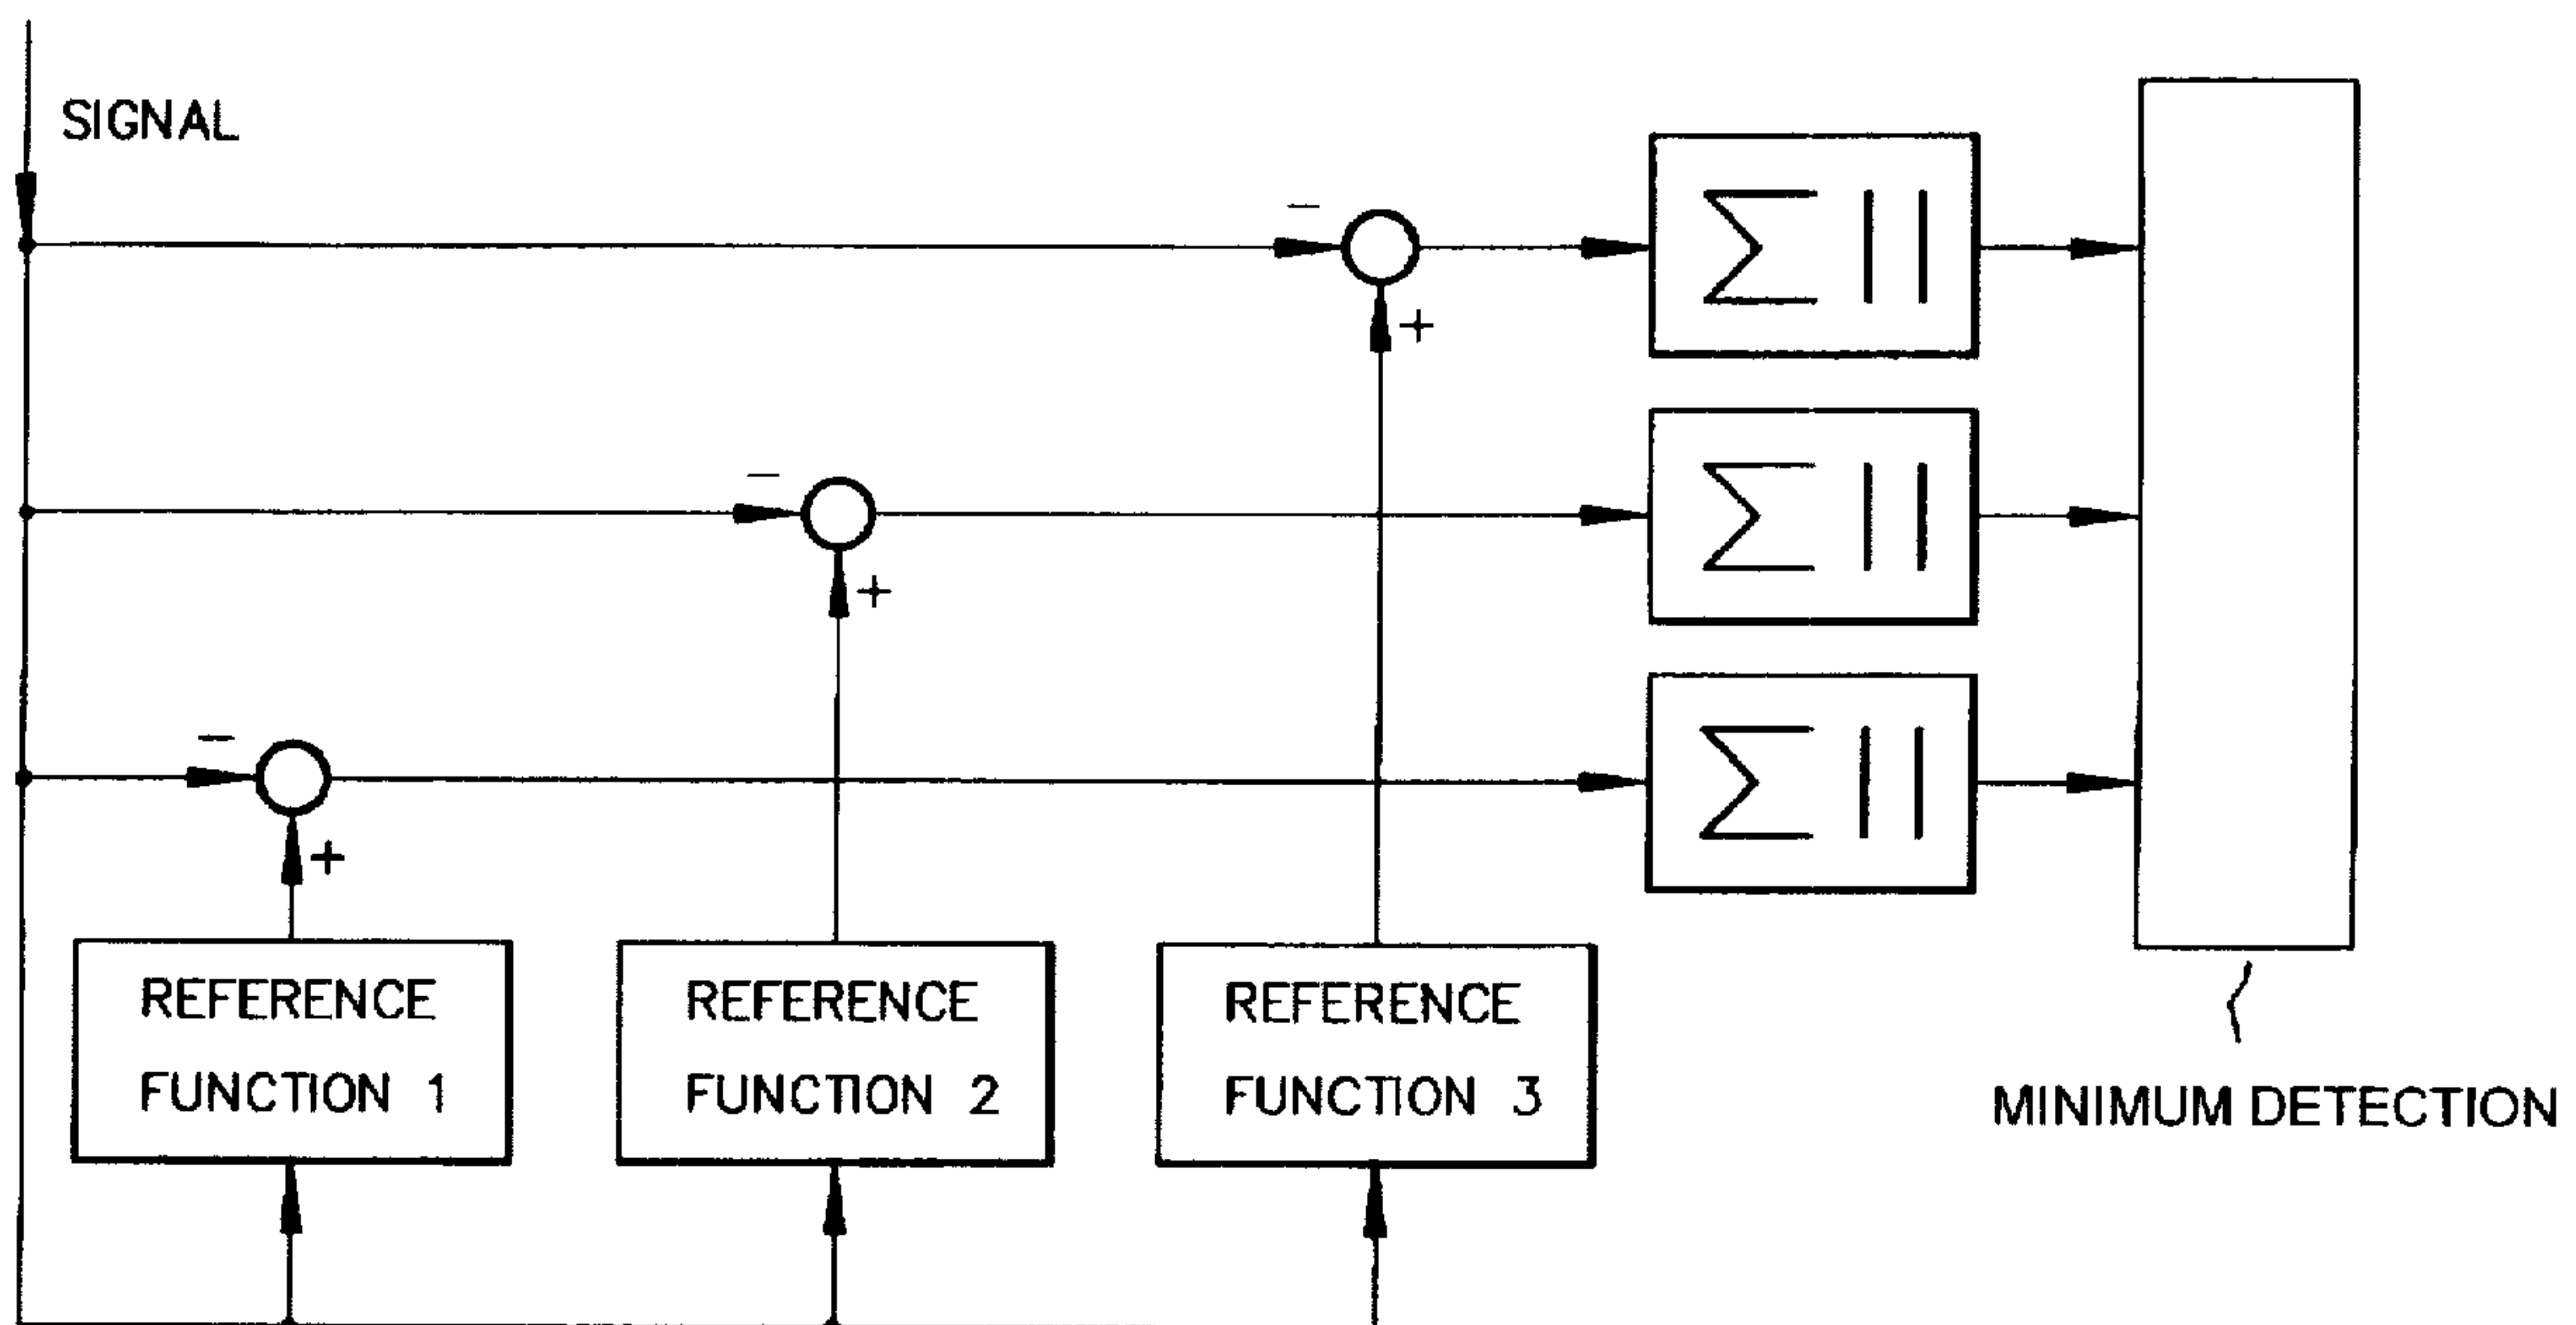 SIGNAL
−
Σ ||
+
−
Σ ||
+
−
Σ ||
+
REFERENCE
FUNCTION 1
REFERENCE
FUNCTION 2
REFERENCE
FUNCTION 3
MINIMUM DETECTION